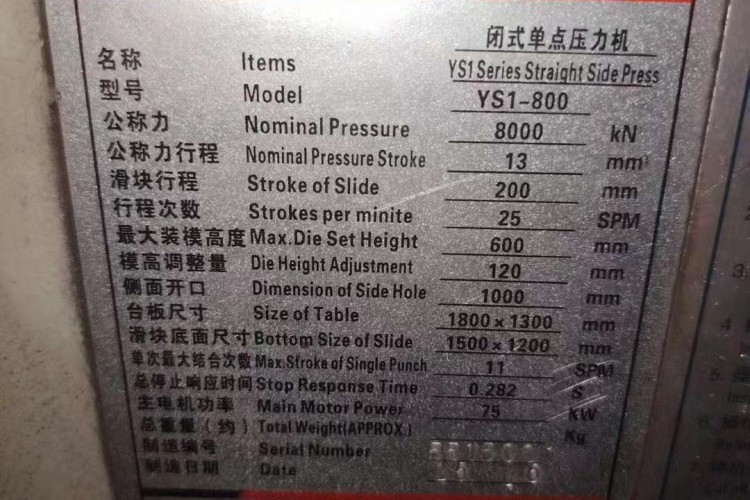 名称 Items 闭式单点压力机
YS1 Series Straight Side Press
型号 Model YS1-800
公称力 Nominal Pressure 8000 kN
公称力行程 Nominal Pressure Stroke 13 mm
滑块行程 Stroke of Slide 200 mm
行程次数 Strokes per minite 25 SPM
最大装模高度 Max.Die Set Height 600 mm
模高调整量 Die Height Adjustment 120 mm
侧面开口 Dimension of Side Hole 1000 mm
台板尺寸 Size of Table 1800×1300 mm
滑块底面尺寸 Bottom Size of Slide 1500×1200 mm
单次最大结合次数 Max.Stroke of Single Punch 11 SPM
总停止响应时间 Stop Response Time 0.282 S
主电机功率 Main Motor Power 75 KW
总重量(约) Total Weight(APPROX.) Kg
制造编号 Serial Number
制造日期 Date